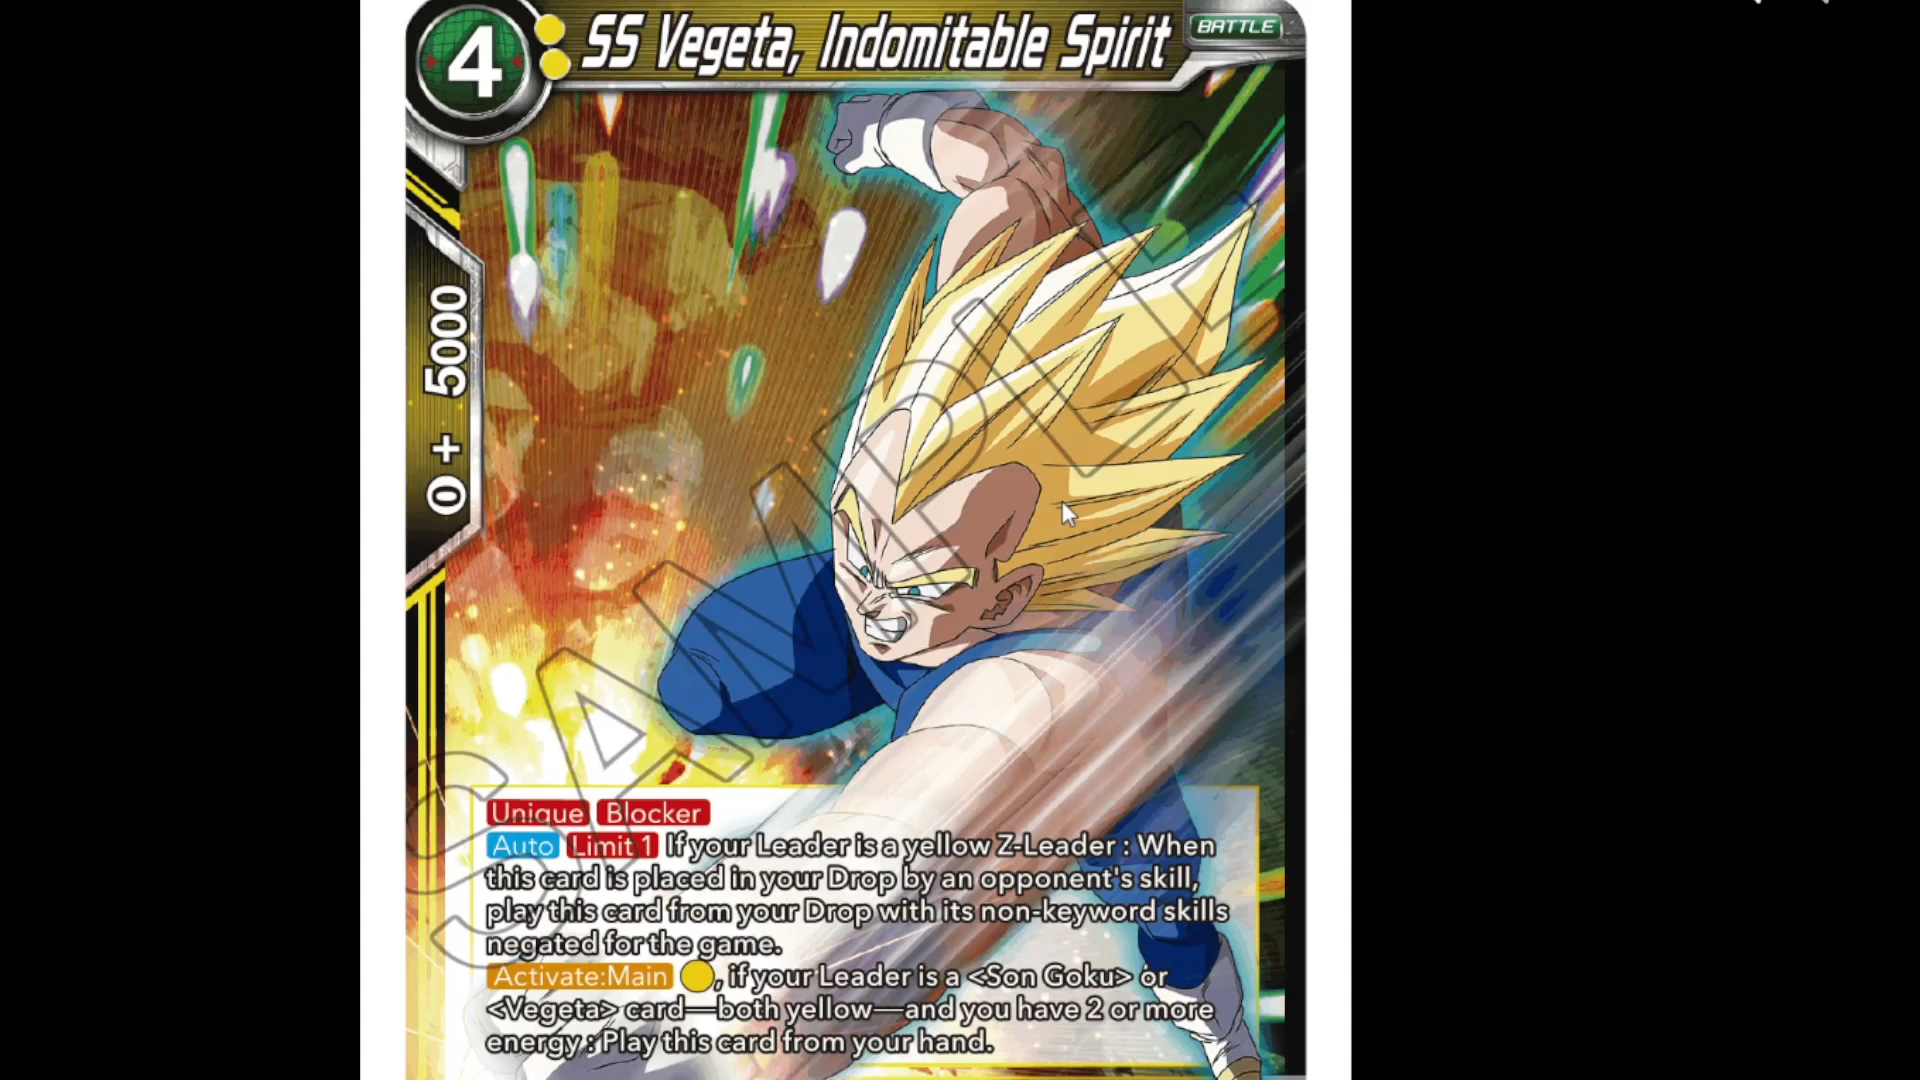 4
SS Vegeta, Indomitable Spirit
BATTLE
0 + 5000
SAMPLE
Unique Blocker
Auto Limit 1 If your Leader is a yellow Z-Leader : When
this card is placed in your Drop by an opponent's skill,
play this card from your Drop with its non-keyword skills
negated for the game.
Activate:Main , if your Leader is a <Son Goku> or
<Vegeta> card—both yellow—and you have 2 or more
energy : Play this card from your hand.